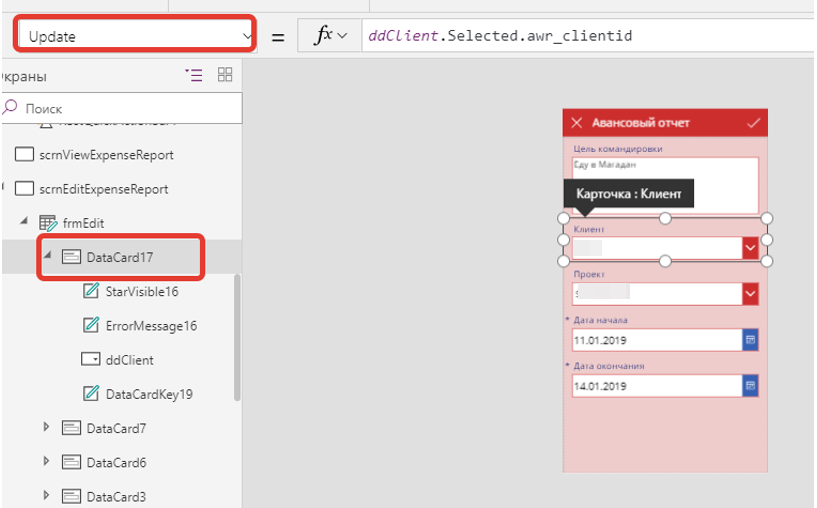 Update = fx ddClient.Selected.awr_clientid
Экраны
Поиск
scrnViewExpenseReport
scrnEditExpenseReport
frmEdit
DataCard17
StarVisible16
ErrorMessage16
ddClient
DataCardKey19
DataCard7
DataCard6
DataCard3
Авансовый отчет
Цель командировки
Еду в Магадан
Карточка : Клиент
Клиент
Проект
* Дата начала
11.01.2019
* Дата окончания
14.01.2019